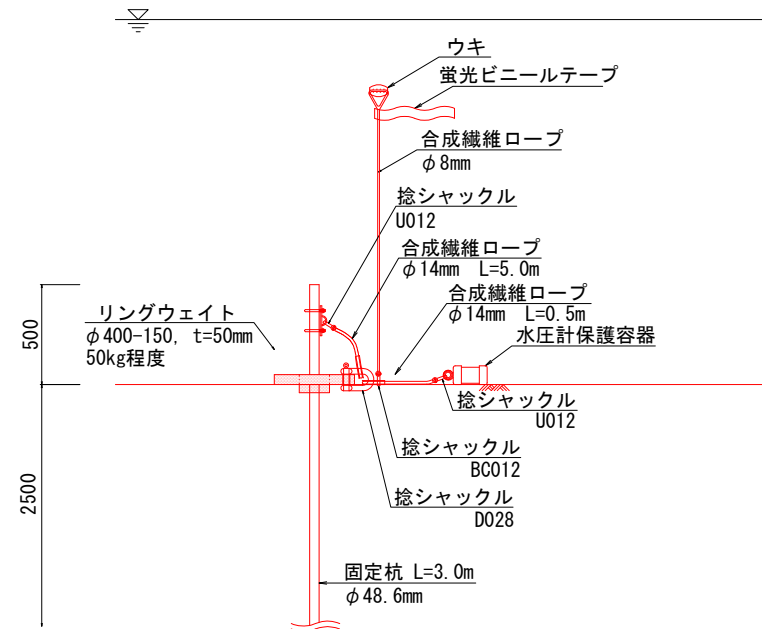 ウキ
蛍光ビニールテープ
合成繊維ロープ
φ8mm
捻シャックル
U012
合成繊維ロープ
φ14mm L=5.0m
合成繊維ロープ
φ14mm L=0.5m
水圧計保護容器
リングウェイト
φ400-150, t=50mm
50kg程度
500
捻シャックル
U012
捻シャックル
BC012
捻シャックル
D028
2500
固定杭 L=3.0m
φ48.6mm